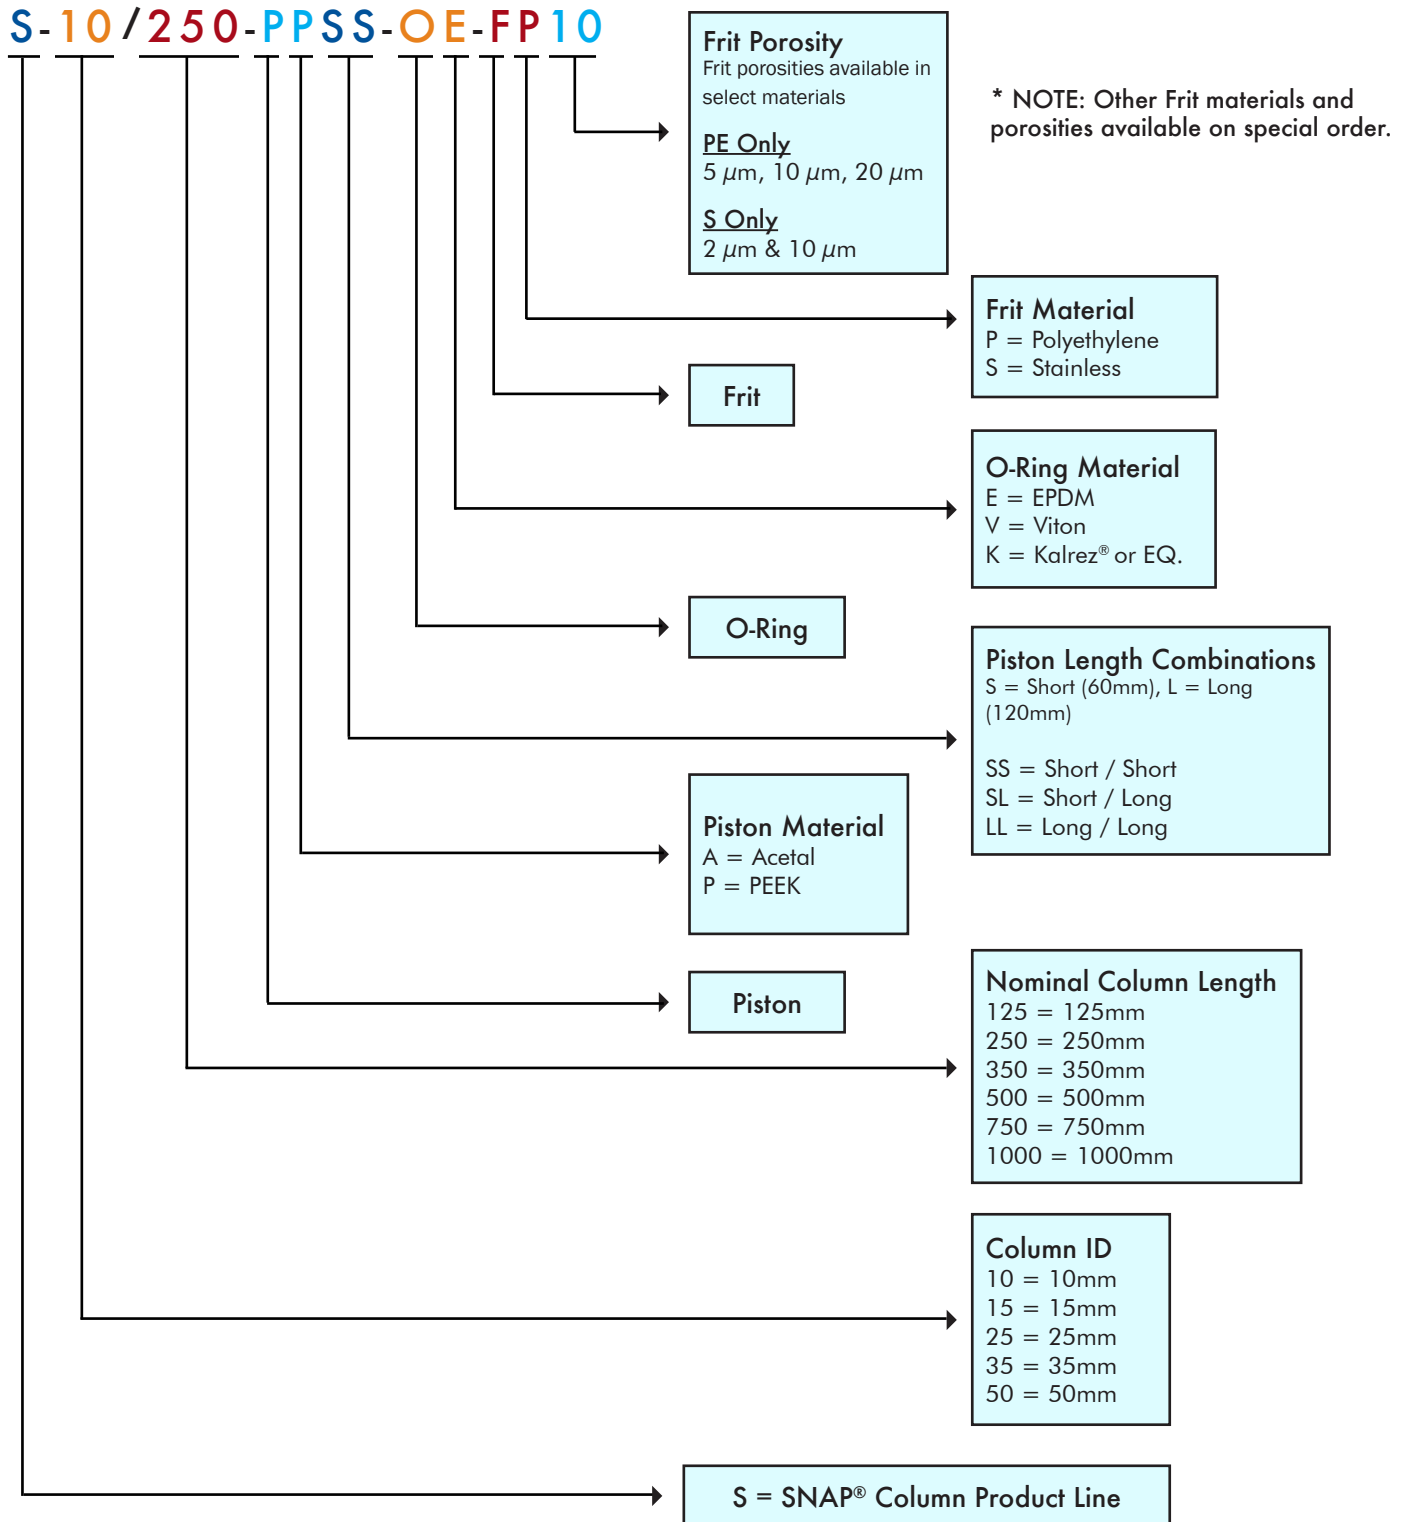 S-10/250-PPSS-OE-FP10
Frit Porosity
Frit porosities available in
select materials
PE Only
5 µm, 10 µm, 20 µm
S Only
2 µm & 10 µm
* NOTE: Other Frit materials and
porosities available on special order.
Frit Material
P = Polyethylene
S = Stainless
Frit
O-Ring Material
E = EPDM
V = Viton
K = Kalrez® or EQ.
O-Ring
Piston Length Combinations
S = Short (60mm), L = Long
(120mm)
SS = Short / Short
SL = Short / Long
LL = Long / Long
Piston Material
A = Acetal
P = PEEK
Piston
Nominal Column Length
125 = 125mm
250 = 250mm
350 = 350mm
500 = 500mm
750 = 750mm
1000 = 1000mm
Column ID
10 = 10mm
15 = 15mm
25 = 25mm
35 = 35mm
50 = 50mm
S = SNAP® Column Product Line